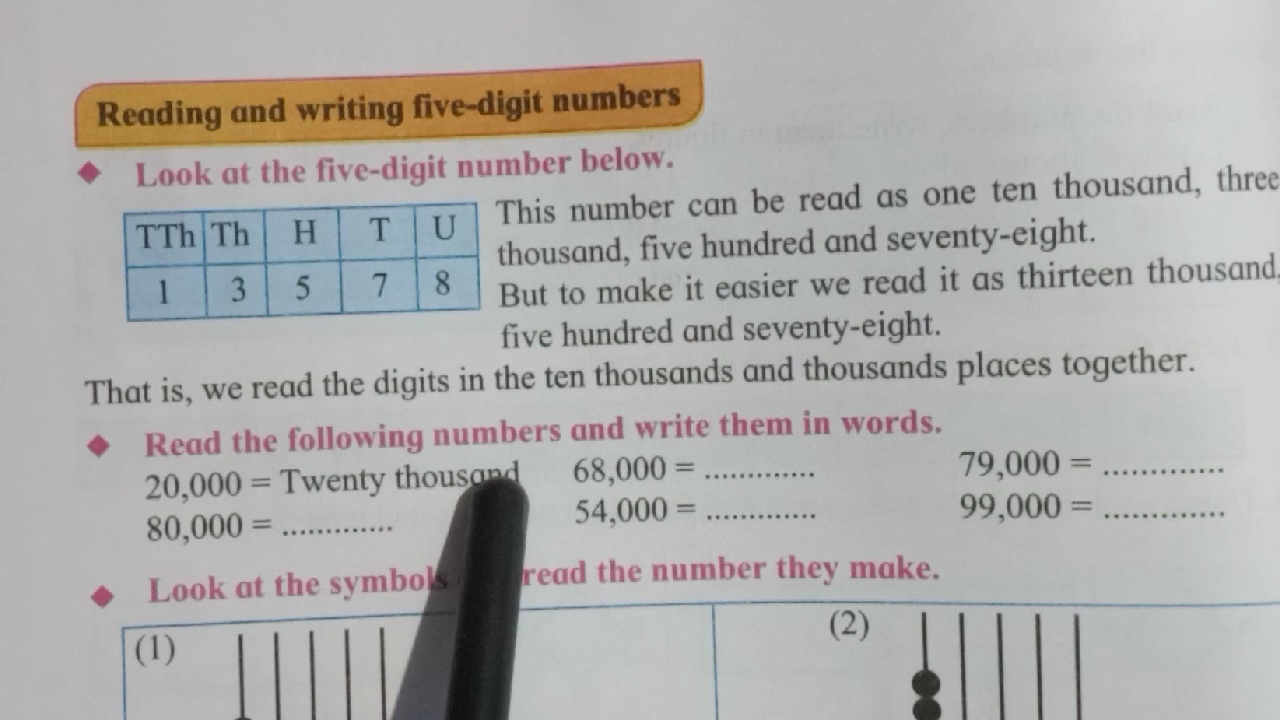 Reading and writing five-digit numbers
Look at the five-digit number below.
TTh Th H T U
1 3 5 7 8
This number can be read as one ten thousand, three
thousand, five hundred and seventy-eight.
But to make it easier we read it as thirteen thousand,
five hundred and seventy-eight.
That is, we read the digits in the ten thousands and thousands places together.
Read the following numbers and write them in words.
20,000 = Twenty thousand 68,000 = ............. 79,000 = ..............
80,000 = ............. 54,000 = ............. 99,000 = ..............
Look at the symbols read the number they make.
(1) (2)